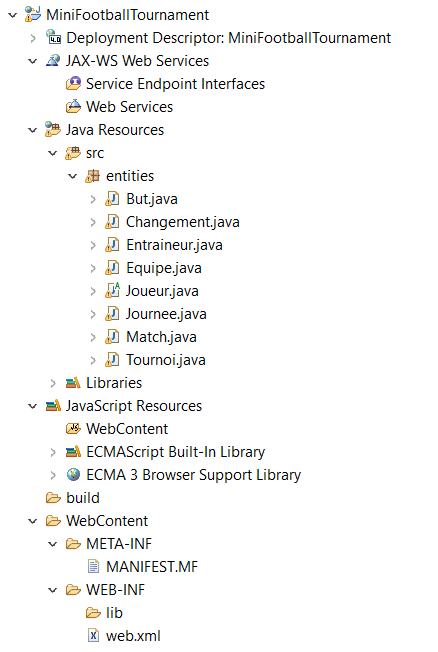 MiniFootballTournament
Deployment Descriptor: MiniFootballTournament
JAX-WS Web Services
Service Endpoint Interfaces
Web Services
Java Resources
src
entities
But.java
Changement.java
Entraineur.java
Equipe.java
Joueur.java
Journee.java
Match.java
Tournoi.java
Libraries
JavaScript Resources
WebContent
ECMAScript Built-In Library
ECMA 3 Browser Support Library
build
WebContent
META-INF
MANIFEST.MF
WEB-INF
lib
web.xml